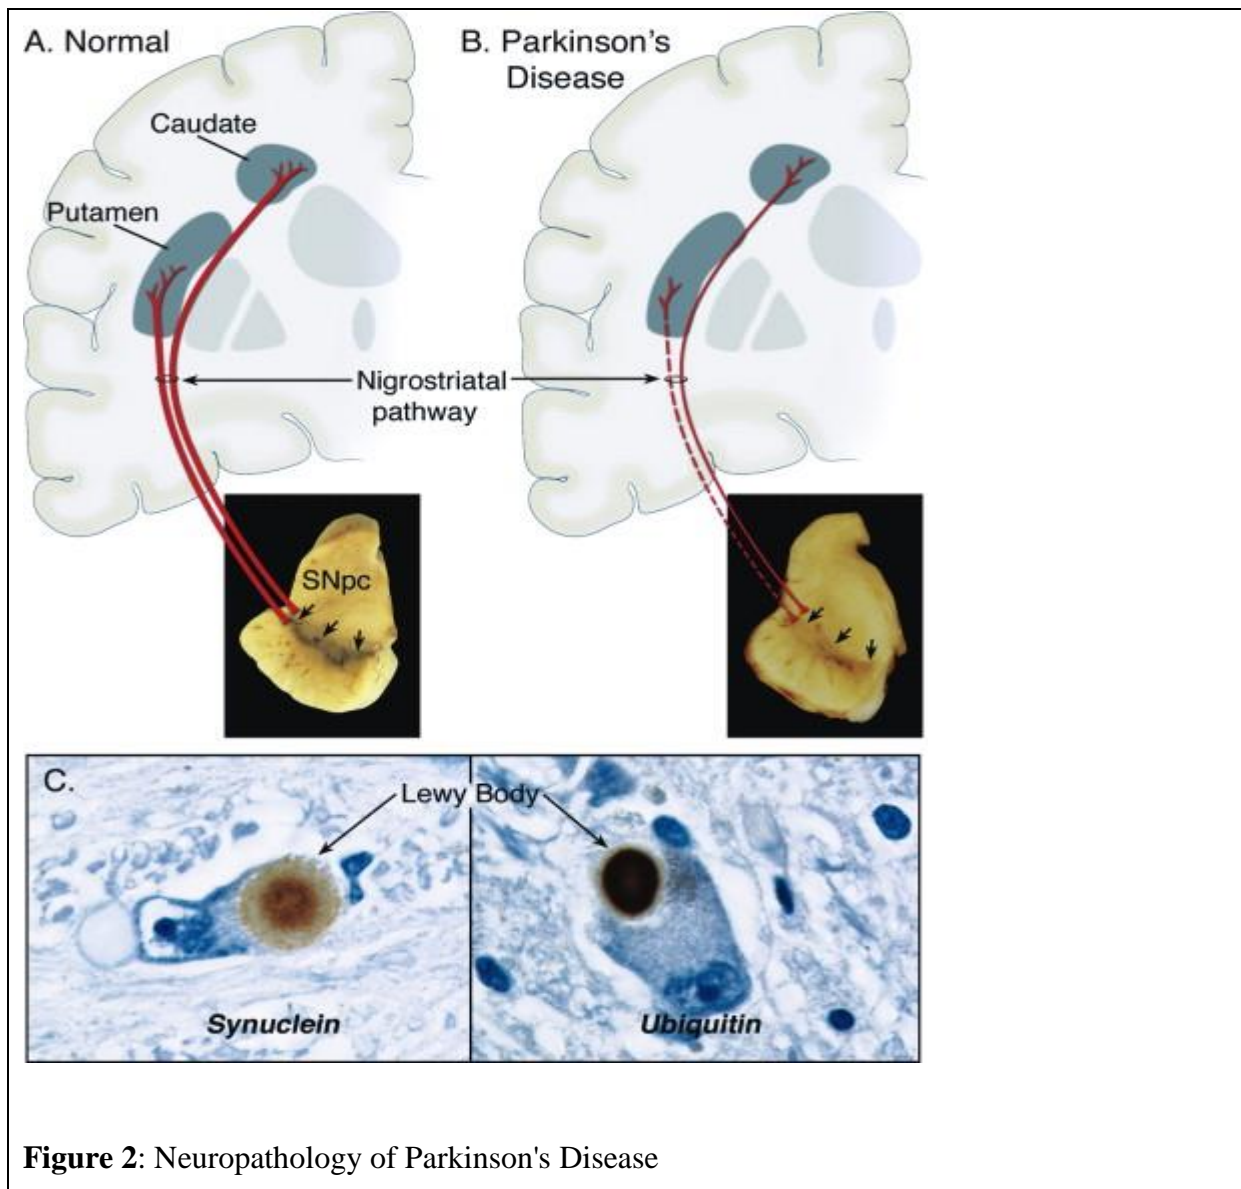 A. Normal
B. Parkinson's
Disease
Caudate
Putamen
Nigrostriatal
pathway
SNpc
C.
Lewy Body
Synuclein
Ubiquitin
Figure 2: Neuropathology of Parkinson's Disease